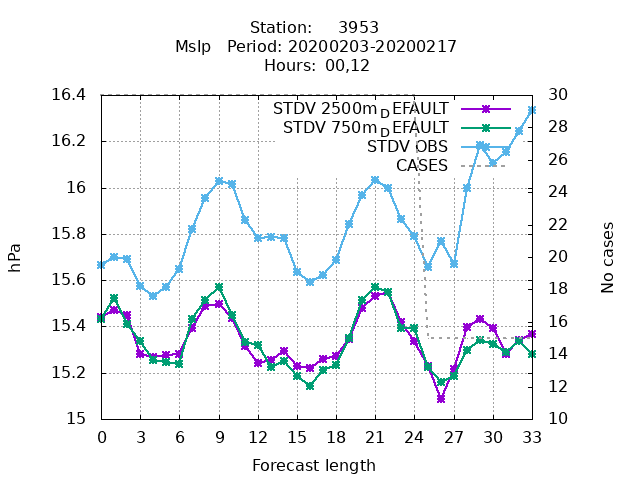 Station: 3953
Mslp Period: 20200203-20200217
Hours: 00,12
STDV 2500m_DEFAULT
STDV 750m_DEFAULT
STDV OBS
CASES
hPa
16.4
16.2
16
15.8
15.6
15.4
15.2
15
No cases
30
28
26
24
22
20
18
16
14
12
10
0 3 6 9 12 15 18 21 24 27 30 33
Forecast length